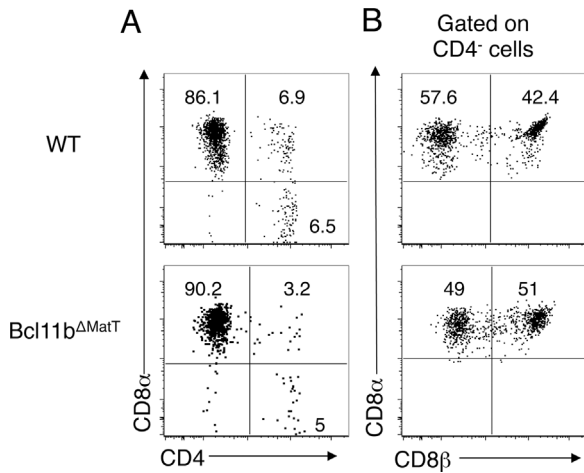 A
B
Gated on
CD4⁻ cells
WT
86.1
6.9
6.5
57.6
42.4
Bcl11b^ΔMatT
90.2
3.2
5
49
51
CD8α
CD8α
CD4
CD8β